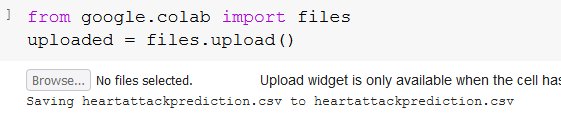 ] from google.colab import files
uploaded = files.upload()
Browse... No files selected. Upload widget is only available when the cell has
Saving heartattackprediction.csv to heartattackprediction.csv